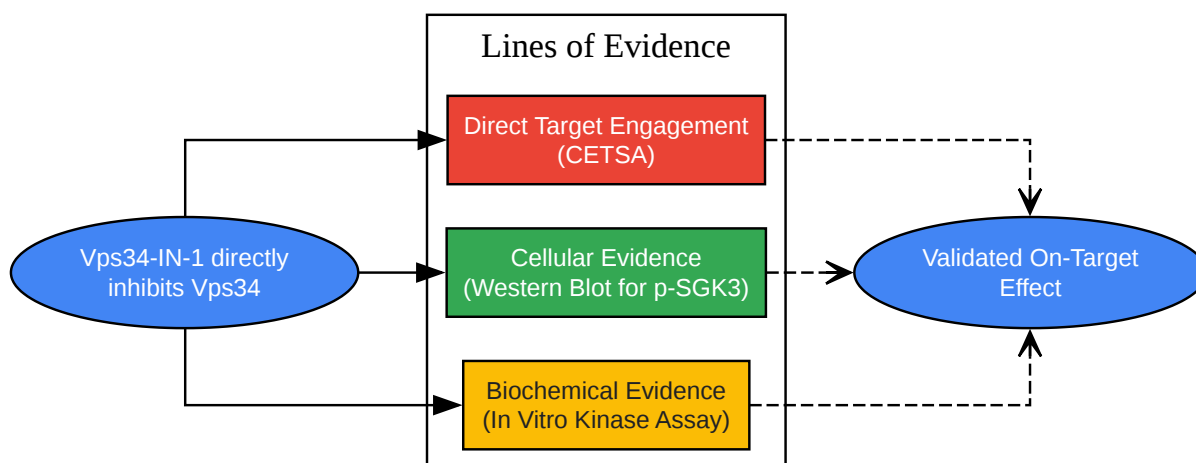 Lines of Evidence
Direct Target Engagement
(CETSA)
Vps34-IN-1 directly
inhibits Vps34
Cellular Evidence
(Western Blot for p-SGK3)
Validated On-Target
Effect
Biochemical Evidence
(In Vitro Kinase Assay)